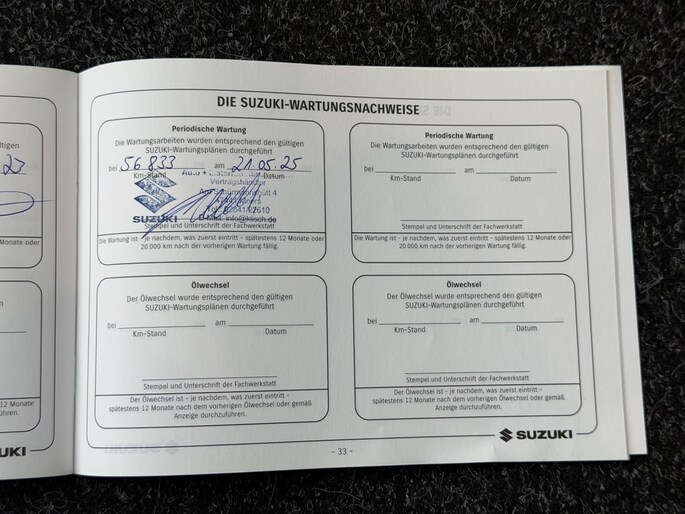 23
Monate
Monate
ühren.
UKI
DIE SUZUKI-WARTUNGSNACHWEISE
Periodische Wartung
Die Wartungsarbeiten wurden entsprechend den gültigen
SUZUKI-Wartungsplänen durchgeführt
bei 56.833 am 21.05.25
Km-Stand Datum
Auto +
Vertragshändler
SUZUKI
Stempel und Unterschrift der Fachwerkstatt
Die Wartung ist - je nachdem, was zuerst eintritt - spätestens 12 Monate oder
20.000 km nach der vorherigen Wartung fällig.
Periodische Wartung
Die Wartungsarbeiten wurden entsprechend den gültigen
SUZUKI-Wartungsplänen durchgeführt
bei am
Km-Stand Datum
Stempel und Unterschrift der Fachwerkstatt
Die Wartung ist - je nachdem, was zuerst eintritt - spätestens 12 Monate oder
20.000 km nach der vorherigen Wartung fällig.
Ölwechsel
Der Ölwechsel wurde entsprechend den gültigen
SUZUKI-Wartungsplänen durchgeführt
bei am
Km-Stand Datum
Stempel und Unterschrift der Fachwerkstatt
Der Ölwechsel ist - je nachdem, was zuerst eintritt -
spätestens 12 Monate nach dem vorherigen Ölwechsel oder gemäß
Anzeige durchzuführen.
Ölwechsel
Der Ölwechsel wurde entsprechend den gültigen
SUZUKI-Wartungsplänen durchgeführt
bei am
Km-Stand Datum
Stempel und Unterschrift der Fachwerkstatt
Der Ölwechsel ist - je nachdem, was zuerst eintritt -
spätestens 12 Monate nach dem vorherigen Ölwechsel oder gemäß
Anzeige durchzuführen.
SUZUKI
- 33 -